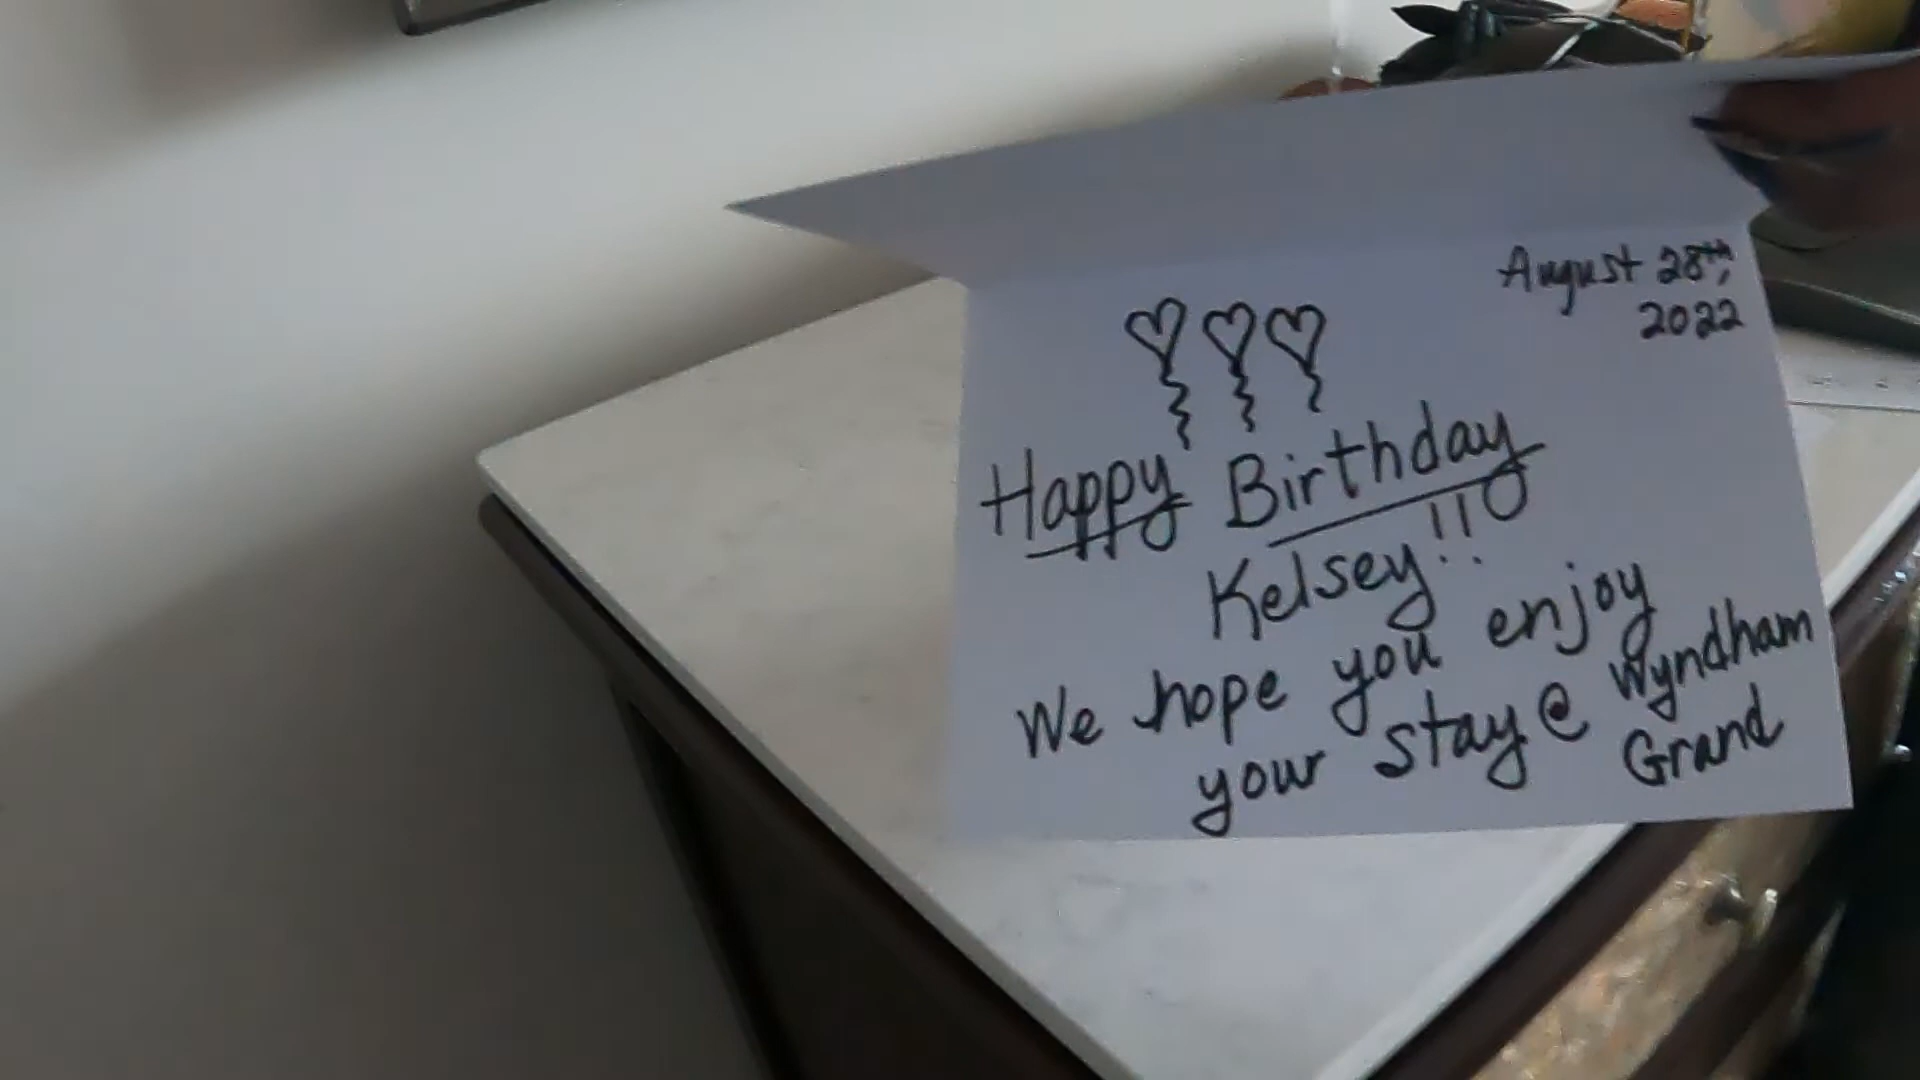 August 28th,
2022
Happy Birthday
Kelsey!!
We hope you enjoy
your stay @ Wyndham
Grand